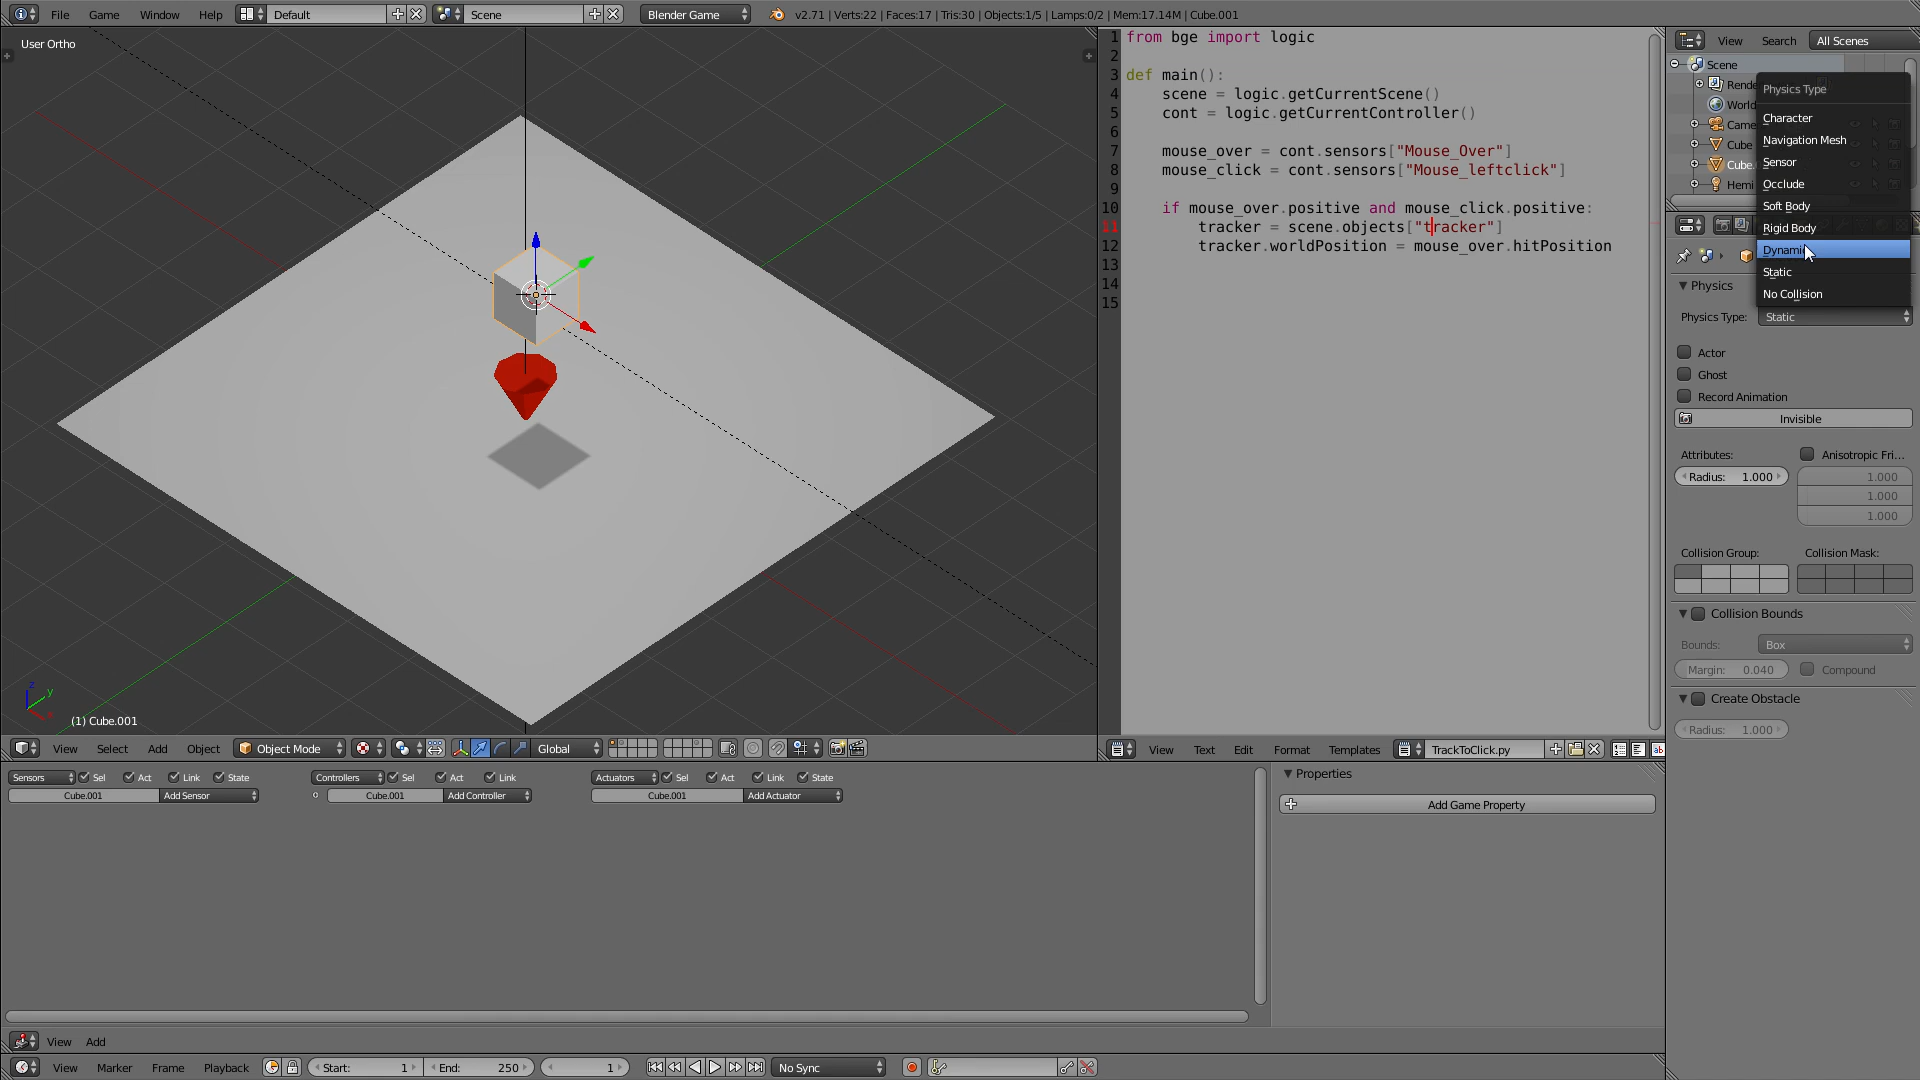 File Game Window Help Default Scene Blender Game v2.71 | Verts:22 | Faces:17 | Tris:30 | Objects:1/5 | Lamps:0/2 | Mem:17.14M | Cube.001
User Ortho
(1) Cube.001
View Select Add Object Object Mode Global
1 from bge import logic
2
3 def main():
4 scene = logic.getCurrentScene()
5 cont = logic.getCurrentController()
6
7 mouse_over = cont.sensors["Mouse_Over"]
8 mouse_click = cont.sensors["Mouse_leftclick"]
9
10 if mouse_over.positive and mouse_click.positive:
11 tracker = scene.objects["tracker"]
12 tracker.worldPosition = mouse_over.hitPosition
13
14
15
View Text Edit Format Templates TrackToClick.py
View Search All Scenes
Scene
Rende
World
Came
Cube
Cube.
Hemi
Physics Type
Character
Navigation Mesh
Sensor
Occlude
Soft Body
Rigid Body
Dynami
Static
No Collision
Physics
Physics Type: Static
Actor
Ghost
Record Animation
Invisible
Attributes: Anisotropic Fri...
Radius: 1.000 1.000
1.000
1.000
Collision Group: Collision Mask:
Collision Bounds
Bounds: Box
Margin: 0.040 Compound
Create Obstacle
Radius: 1.000
Sensors Sel Act Link State Controllers Sel Act Link Actuators Sel Act Link State
Cube.001 Add Sensor Cube.001 Add Controller Cube.001 Add Actuator
Properties
Add Game Property
View Add
View Marker Frame Playback Start: 1 End: 250 1 No Sync
z
y